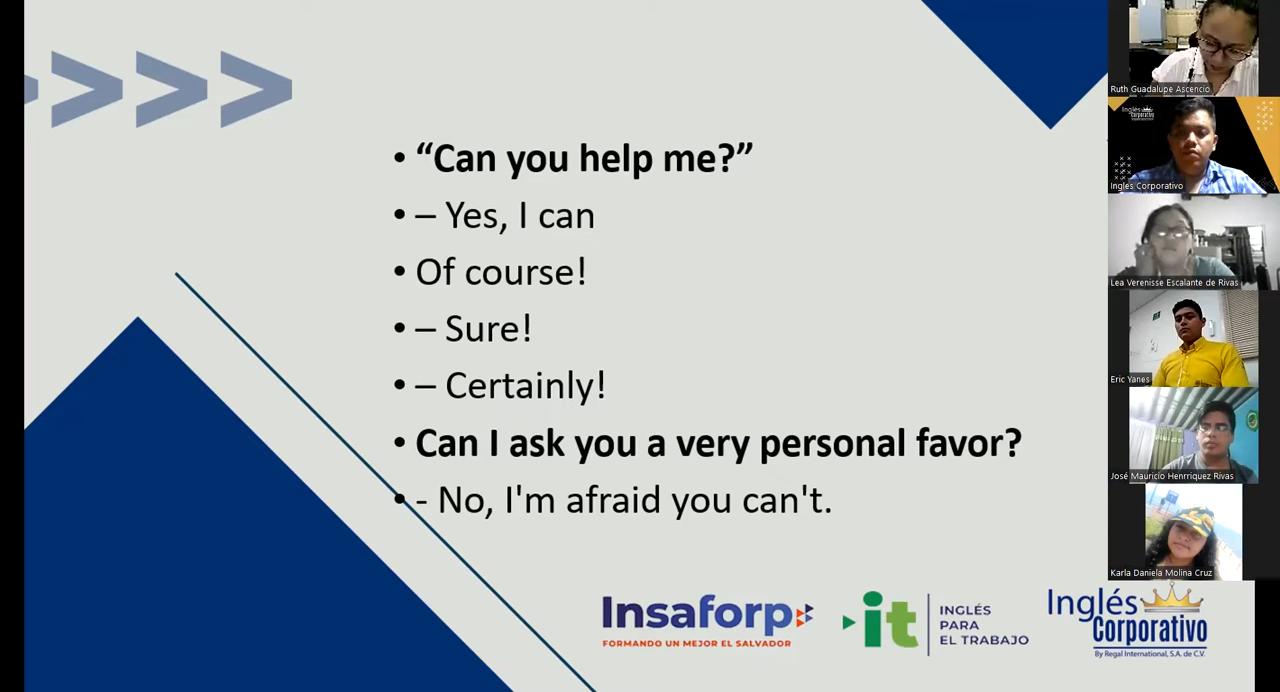 • “Can you help me?”
• – Yes, I can
• Of course!
• – Sure!
• – Certainly!
• Can I ask you a very personal favor?
• - No, I'm afraid you can't.
Insaforp
FORMANDO UN MEJOR EL SALVADOR
it
INGLÉS
PARA
EL TRABAJO
Inglés
Corporativo
By Regal International, S.A. de C.V.
Ruth Guadalupe Ascencio
Inglés
Corporativo
Ingles Corporativo
Lea Verenisse Escalante de Rivas
Eric Yanes
José Mauricio Henrriquez Rivas
Karla Daniela Molina Cruz